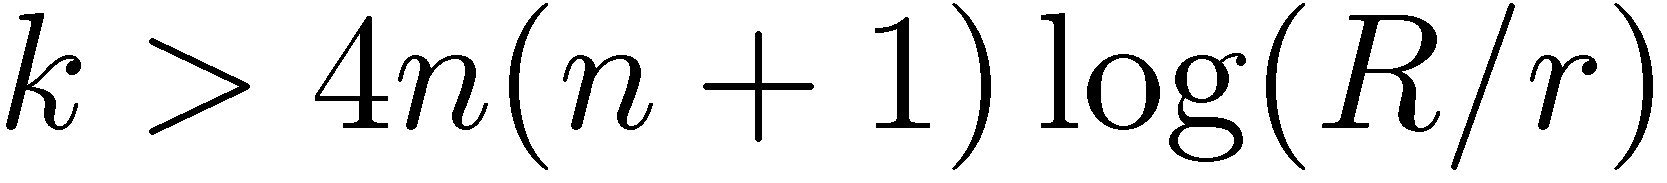 k > 4n(n + 1) log(R/r)